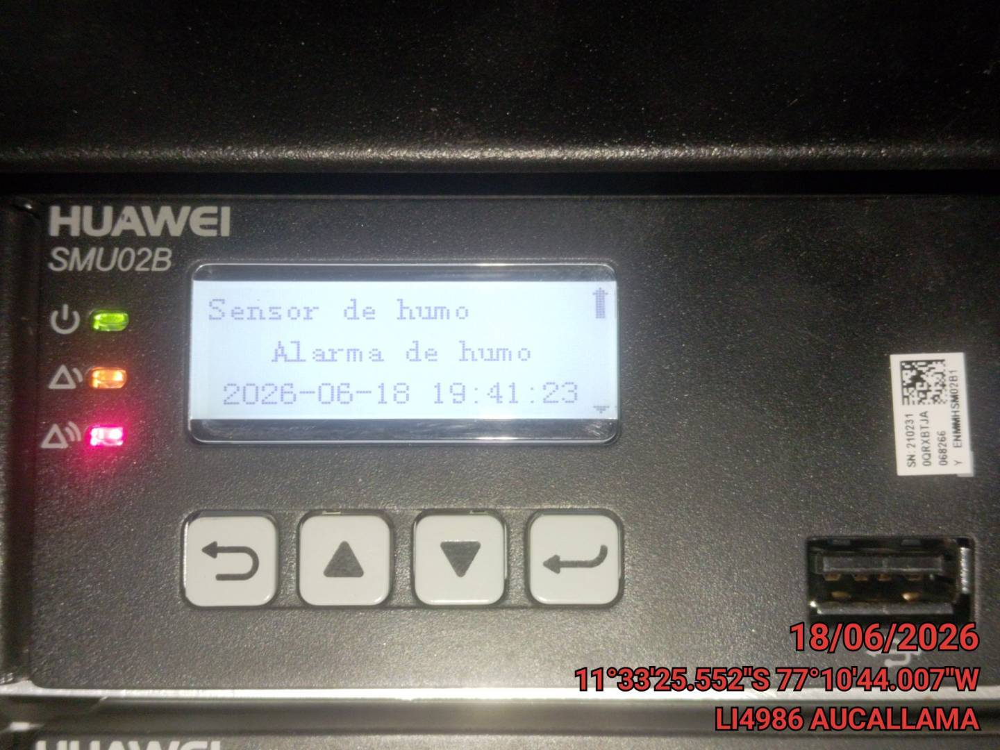 HUAWEI
SMU02B
Sensor de humo
Alarma de humo
2026-06-18 19:41:23
SN:210231
0QRXBTJA
068266
Y ENMMHSM02B1
18/06/2026
11°33'25.552"S 77°10'44.007"W
LI4986 AUCALLAMA
HUAWEI